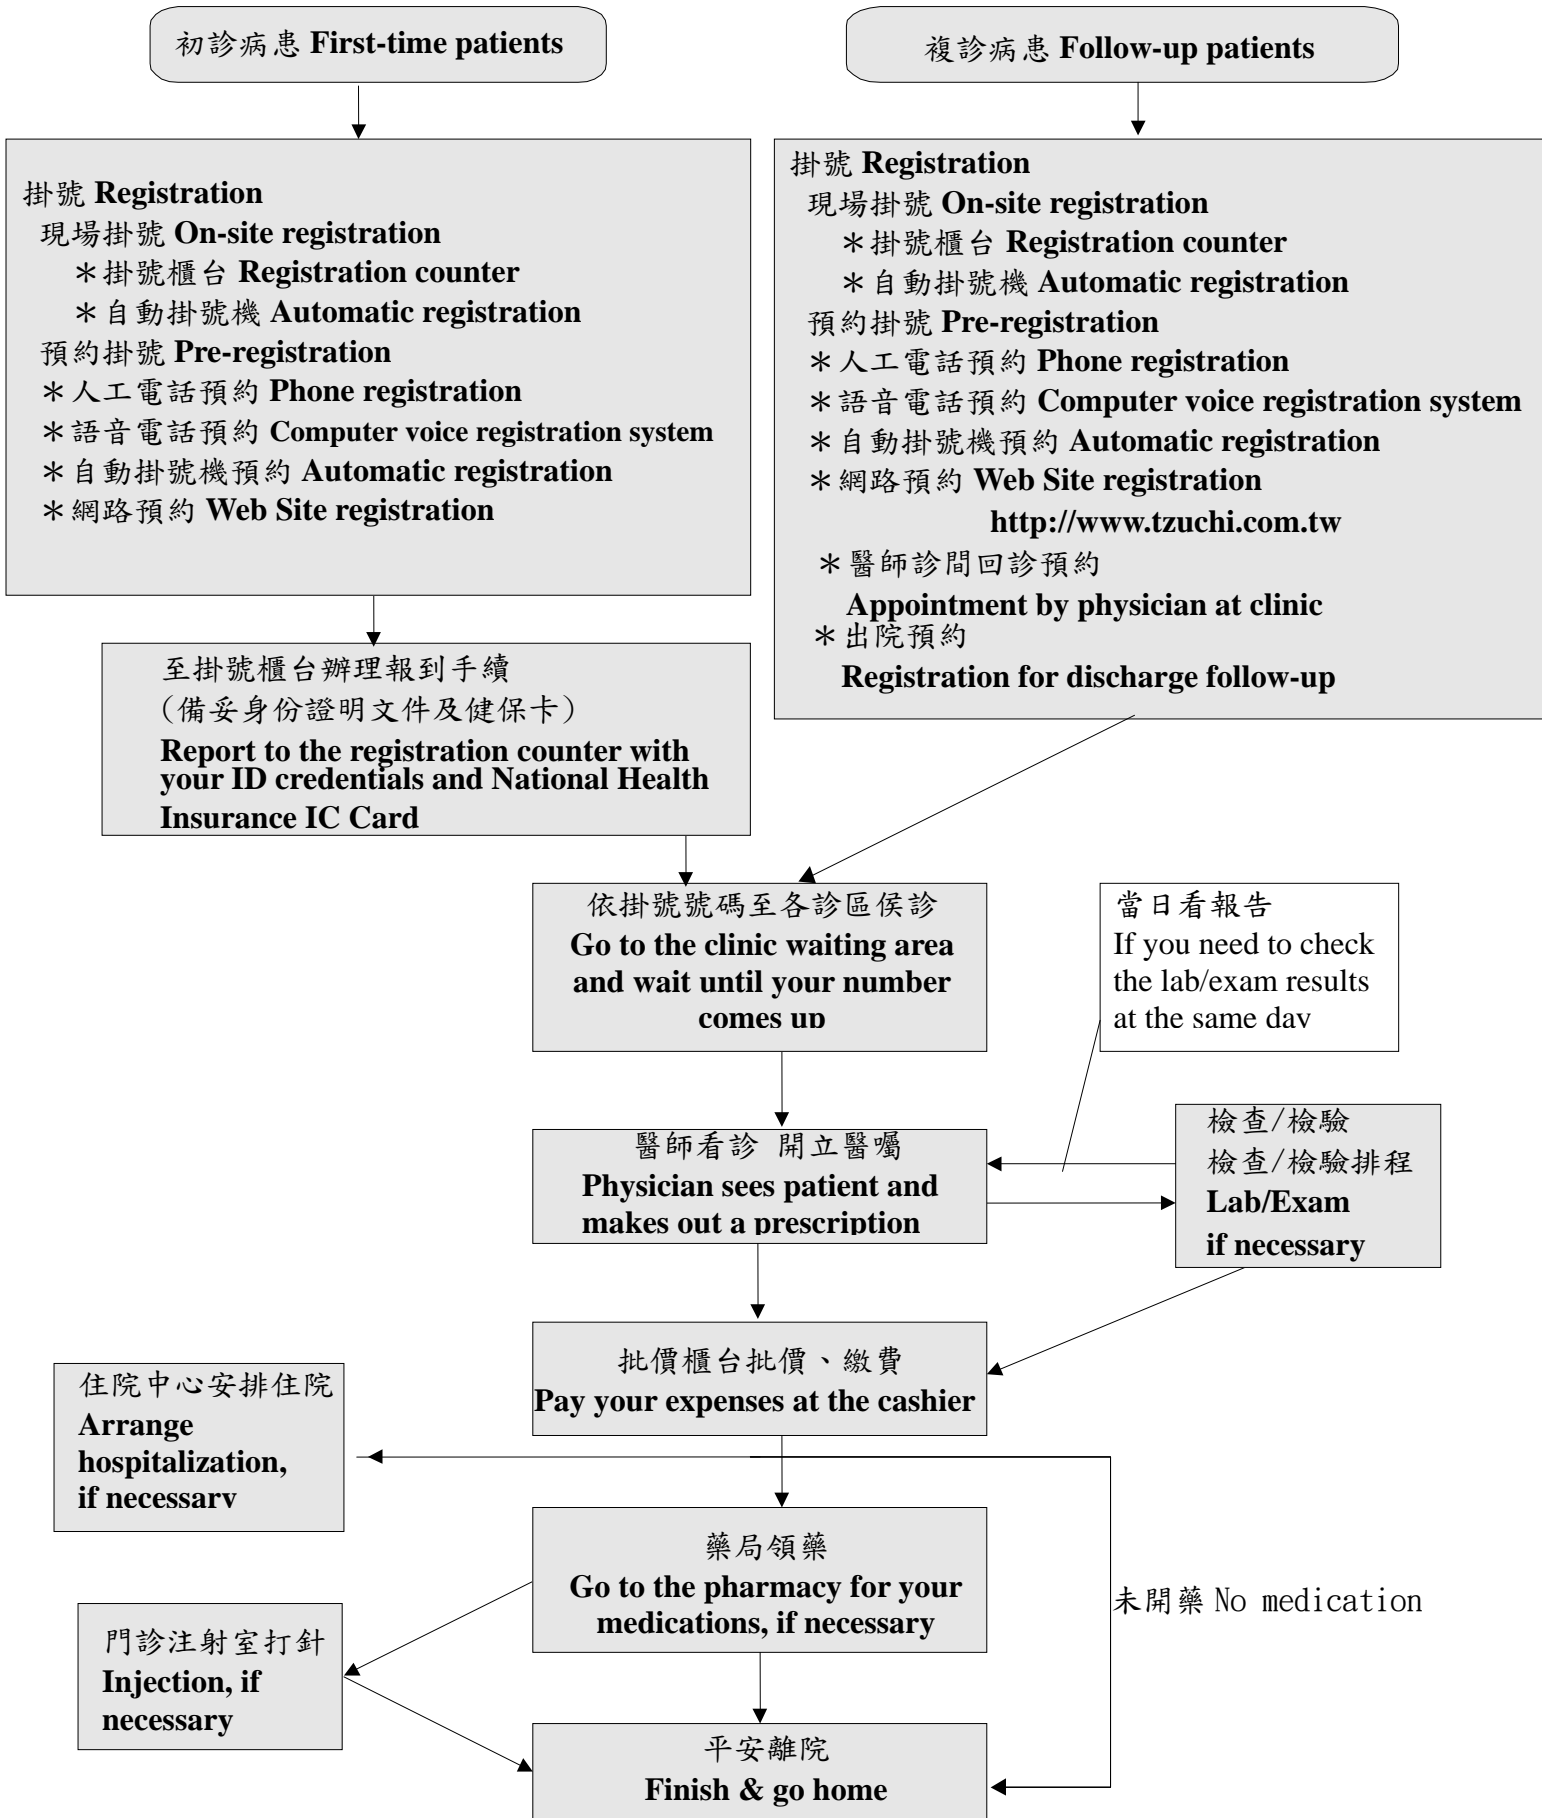 初診病患 First-time patients
複診病患 Follow-up patients
掛號 Registration
現場掛號 On-site registration
＊掛號櫃台 Registration counter
＊自動掛號機 Automatic registration
預約掛號 Pre-registration
＊人工電話預約 Phone registration
＊語音電話預約 Computer voice registration system
＊自動掛號機預約 Automatic registration
＊網路預約 Web Site registration
掛號 Registration
現場掛號 On-site registration
＊掛號櫃台 Registration counter
＊自動掛號機 Automatic registration
預約掛號 Pre-registration
＊人工電話預約 Phone registration
＊語音電話預約 Computer voice registration system
＊自動掛號機預約 Automatic registration
＊網路預約 Web Site registration
http://www.tzuchi.com.tw
＊醫師診間回診預約
Appointment by physician at clinic
＊出院預約
Registration for discharge follow-up
至掛號櫃台辦理報到手續
（備妥身份證明文件及健保卡）
Report to the registration counter with
your ID credentials and National Health
Insurance IC Card
依掛號號碼至各診區侯診
Go to the clinic waiting area
and wait until your number
comes up
當日看報告
If you need to check
the lab/exam results
at the same day
醫師看診 開立醫囑
Physician sees patient and
makes out a prescription
檢查/檢驗
檢查/檢驗排程
Lab/Exam
if necessary
批價櫃台批價、繳費
Pay your expenses at the cashier
住院中心安排住院
Arrange
hospitalization,
if necessary
藥局領藥
Go to the pharmacy for your
medications, if necessary
未開藥 No medication
門診注射室打針
Injection, if
necessary
平安離院
Finish & go home